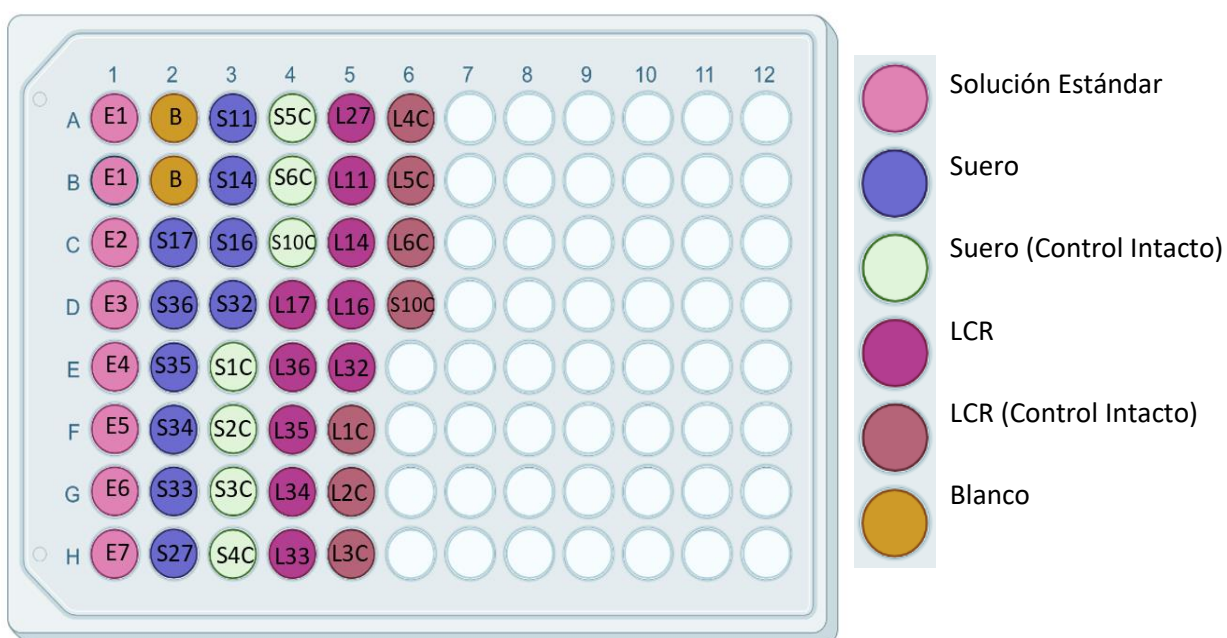 1 2 3 4 5 6 7 8 9 10 11 12
A E1 B S11 S5C L27 L4C
B E1 B S14 S6C L11 L5C
C E2 S17 S16 S10C L14 L6C
D E3 S36 S32 L17 L16 S10C
E E4 S35 S1C L36 L32
F E5 S34 S2C L35 L1C
G E6 S33 S3C L34 L2C
H E7 S27 S4C L33 L3C
Solución Estándar
Suero
Suero (Control Intacto)
LCR
LCR (Control Intacto)
Blanco